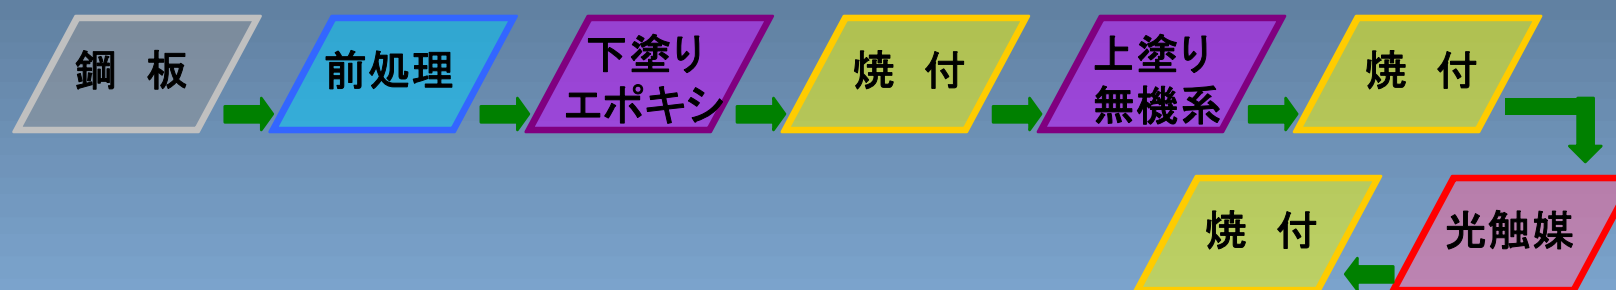 鋼 板
前処理
下塗り
エポキシ
焼 付
上塗り
無機系
焼 付
光触媒
焼 付